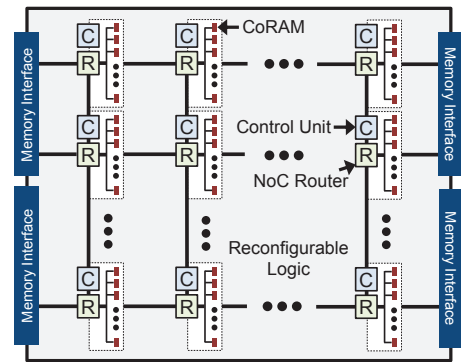 C
C
C
CoRAM
R
R
R
Memory Interface
Memory Interface
C
C
Control Unit
C
R
R
NoC Router
R
Memory Interface
Memory Interface
Reconfigurable
Logic
C
C
C
R
R
R